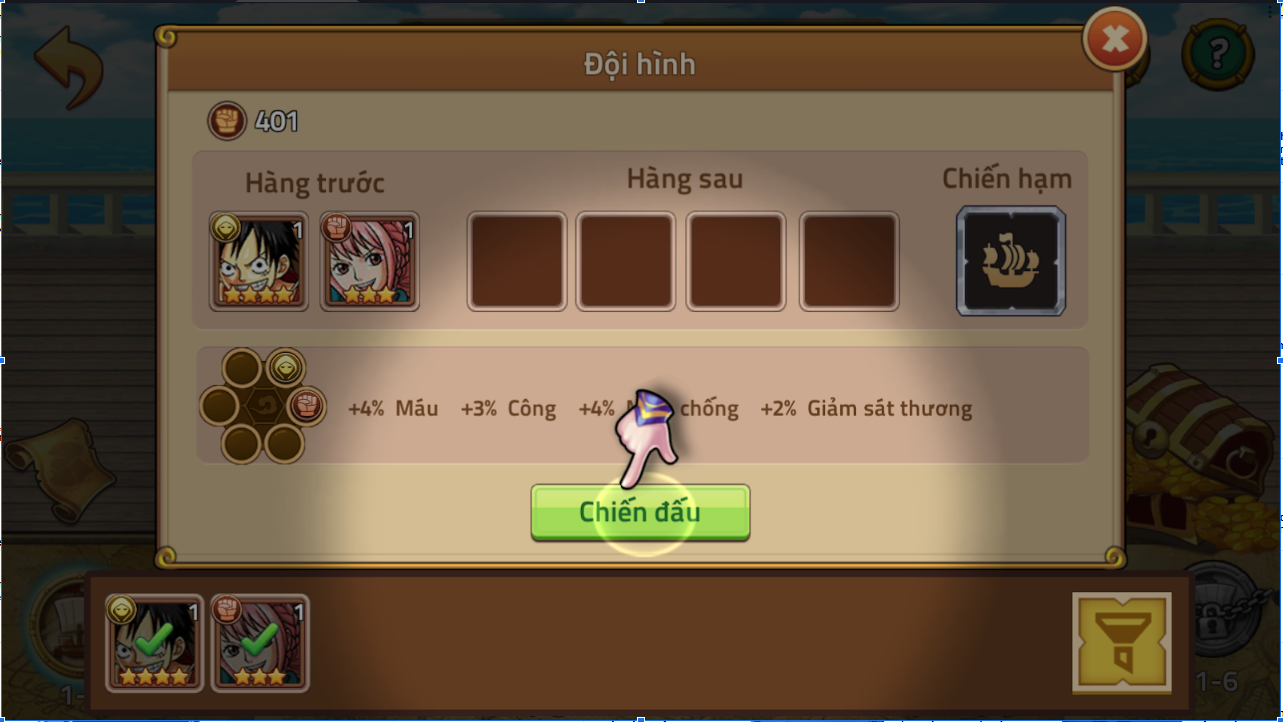 Đội hình
401
Hàng trước
Hàng sau
Chiến hạm
1
1
+4% Máu +3% Công +4% chống +2% Giảm sát thương
Chiến đấu
1
1
1-
1-6